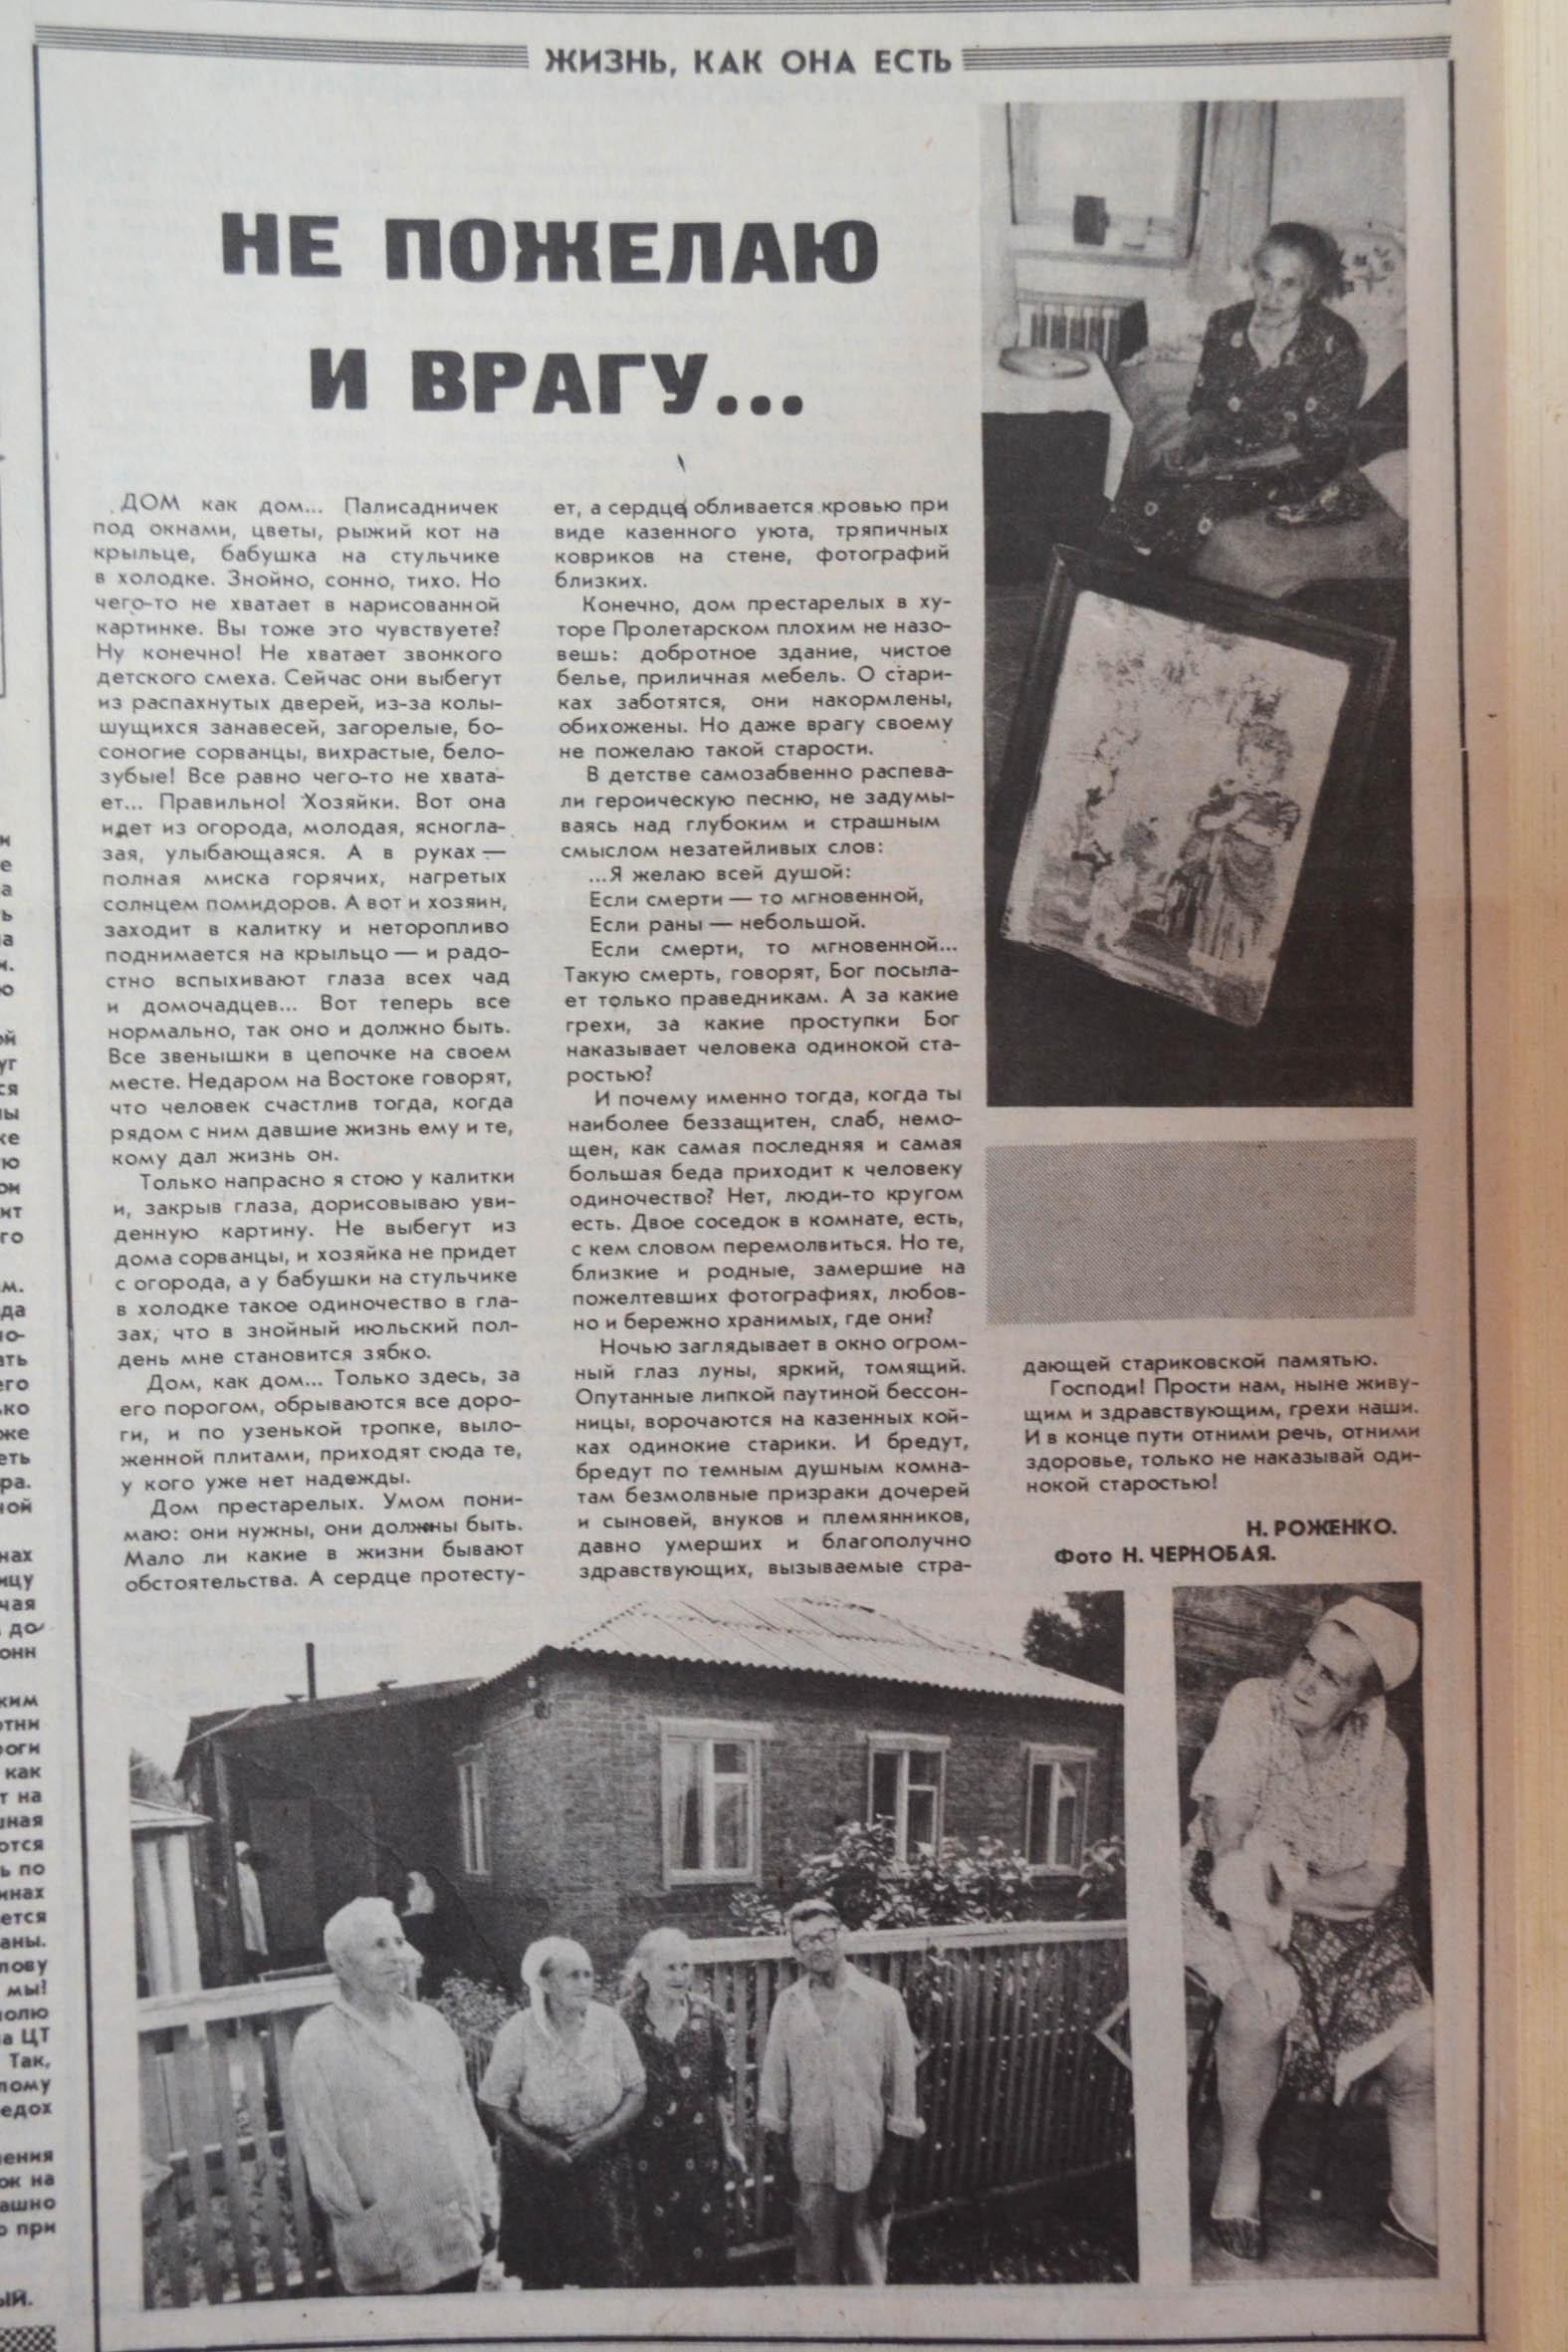 ЖИЗНЬ, КАК ОНА ЕСТЬ
НЕ ПОЖЕЛАЮ
И ВРАГУ...
ДОМ как дом... Палисадничек
под окнами, цветы, рыжий кот на
крыльце, бабушка на стульчике
в холодке. Знойно, сонно, тихо. Но
чего-то не хватает в нарисованной
картинке. Вы тоже это чувствуете?
Ну конечно! Не хватает звонкого
детского смеха. Сейчас они выбегут
из распахнутых дверей, из-за колы-
шущихся занавесей, загорелые, бо-
соногие сорванцы, вихрастые, бело-
зубые! Все равно чего-то не хвата-
ет... Правильно! Хозяйки. Вот она
идет из огорода, молодая, ясногла-
зая, улыбающаяся. А в руках —
полная миска горячих, нагретых
солнцем помидоров. А вот и хозяин,
заходит в калитку и неторопливо
поднимается на крыльцо — и радо-
стно вспыхивают глаза всех чад
и домочадцев... Вот теперь все
нормально, так оно и должно быть.
Все звенышки в цепочке на своем
месте. Недаром на Востоке говорят,
что человек счастлив тогда, когда
рядом с ним давшие жизнь ему и те,
кому дал жизнь он.
Только напрасно я стою у калитки
и, закрыв глаза, дорисовываю уви-
денную картину. Не выбегут из
дома сорванцы, и хозяйка не придет
с огорода, а у бабушки на стульчике
в холодке такое одиночество в гла-
зах, что в знойный июльский пол-
день мне становится зябко.
Дом, как дом... Только здесь, за
его порогом, обрываются все доро-
ги, и по узенькой тропке, выло-
женной плитами, приходят сюда те,
у кого уже нет надежды.
Дом престарелых. Умом пони-
маю: они нужны, они должны быть.
Мало ли какие в жизни бывают
обстоятельства. А сердце протесту-
ет, а сердце обливается кровью при
виде казенного уюта, тряпичных
ковриков на стене, фотографий
близких.
Конечно, дом престарелых в ху-
торе Пролетарском плохим не назо-
вешь: добротное здание, чистое
белье, приличная мебель. О стари-
ках заботятся, они накормлены,
обихожены. Но даже врагу своему
не пожелаю такой старости.
В детстве самозабвенно распева-
ли героическую песню, не задумы-
ваясь над глубоким и страшным
смыслом незатейливых слов:
...Я желаю всей душой:
Если смерти — то мгновенной,
Если раны — небольшой.
Если смерти, то мгновенной...
Такую смерть, говорят, Бог посыла-
ет только праведникам. А за какие
грехи, за какие проступки Бог
наказывает человека одинокой ста-
ростью?
И почему именно тогда, когда ты
наиболее беззащитен, слаб, немо-
щен, как самая последняя и самая
большая беда приходит к человеку
одиночество? Нет, люди-то кругом
есть. Двое соседок в комнате, есть,
с кем словом перемолвиться. Но те,
близкие и родные, замершие на
пожелтевших фотографиях, любов-
но и бережно хранимых, где они?
Ночью заглядывает в окно огром-
ный глаз луны, яркий, томящий.
Опутанные липкой паутиной бессон-
ницы, ворочаются на казенных кой-
ках одинокие старики. И бредут,
бредут по темным душным комна-
там безмолвные призраки дочерей
и сыновей, внуков и племянников,
давно умерших и благополучно
здравствующих, вызываемые стра-
дающей стариковской памятью.
Господи! Прости нам, ныне живу-
щим и здравствующим, грехи наши.
И в конце пути отними речь, отними
здоровье, только не наказывай оди-
нокой старостью!
Н. РОЖЕНКО.
Фото Н. ЧЕРНОБАЯ.